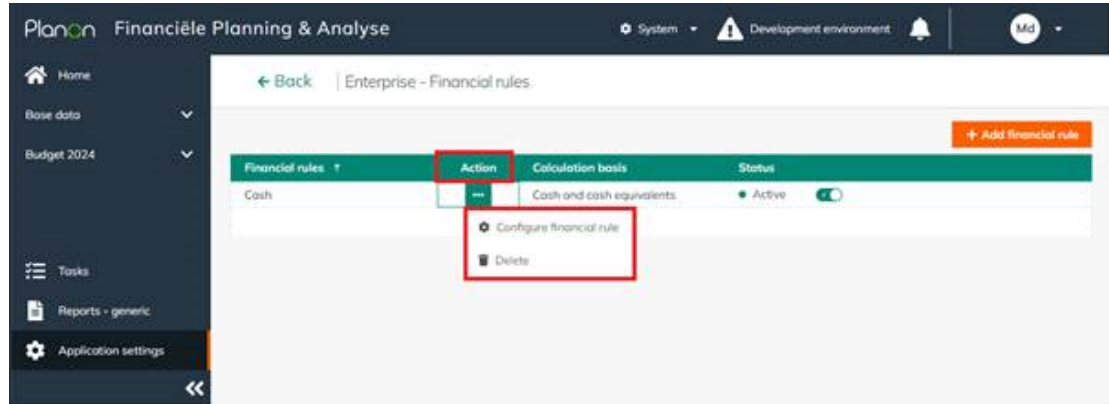 Planon Financiële Planning & Analyse System Development environment Md
Home
Base data
Budget 2024
Tasks
Reports - generic
Application settings
Back Enterprise - Financial rules
+ Add financial rule
Financial rules ↑ Action Calculation basis Status
Cash ... Cash and cash equivalents Active
Configure financial rule
Delete